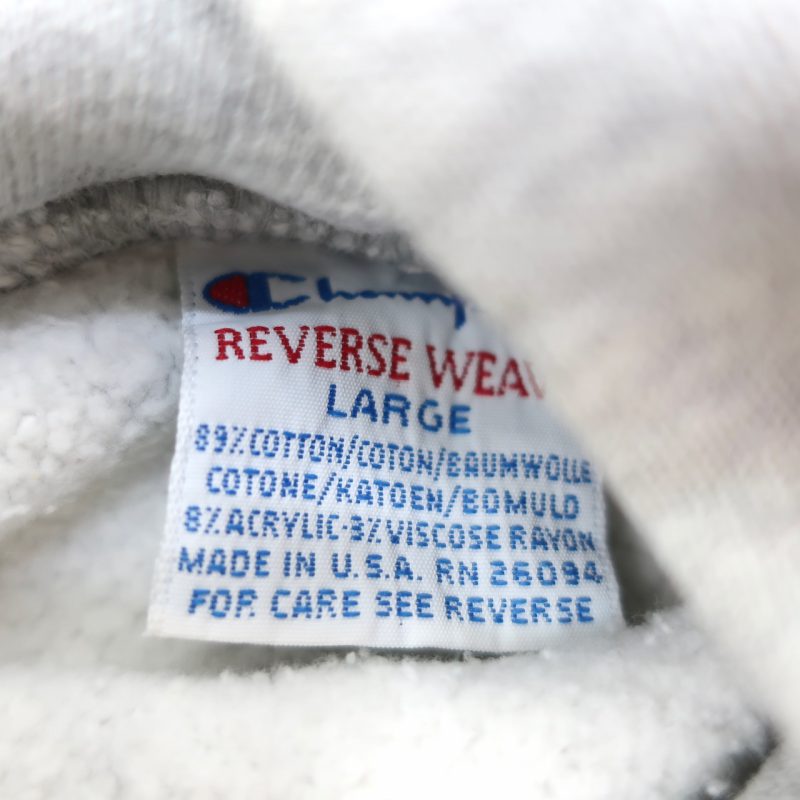 Champ
REVERSE WEAV
LARGE
89% COTTON/COTON/BAUMWOLLE
COTONE/KATOEN/BOMULD
8% ACRYLIC-3% VISCOSE RAYON
MADE IN U.S.A. RN 26094
FOR CARE SEE REVERSE